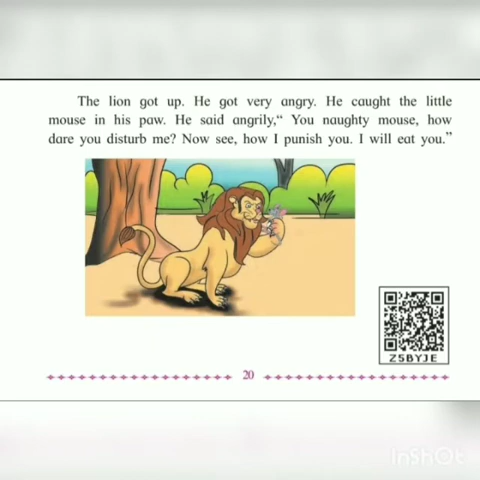 The lion got up. He got very angry. He caught the little
mouse in his paw. He said angrily,“ You naughty mouse, how
dare you disturb me? Now see, how I punish you. I will eat you.”
Z5BYJE
20
InShOt